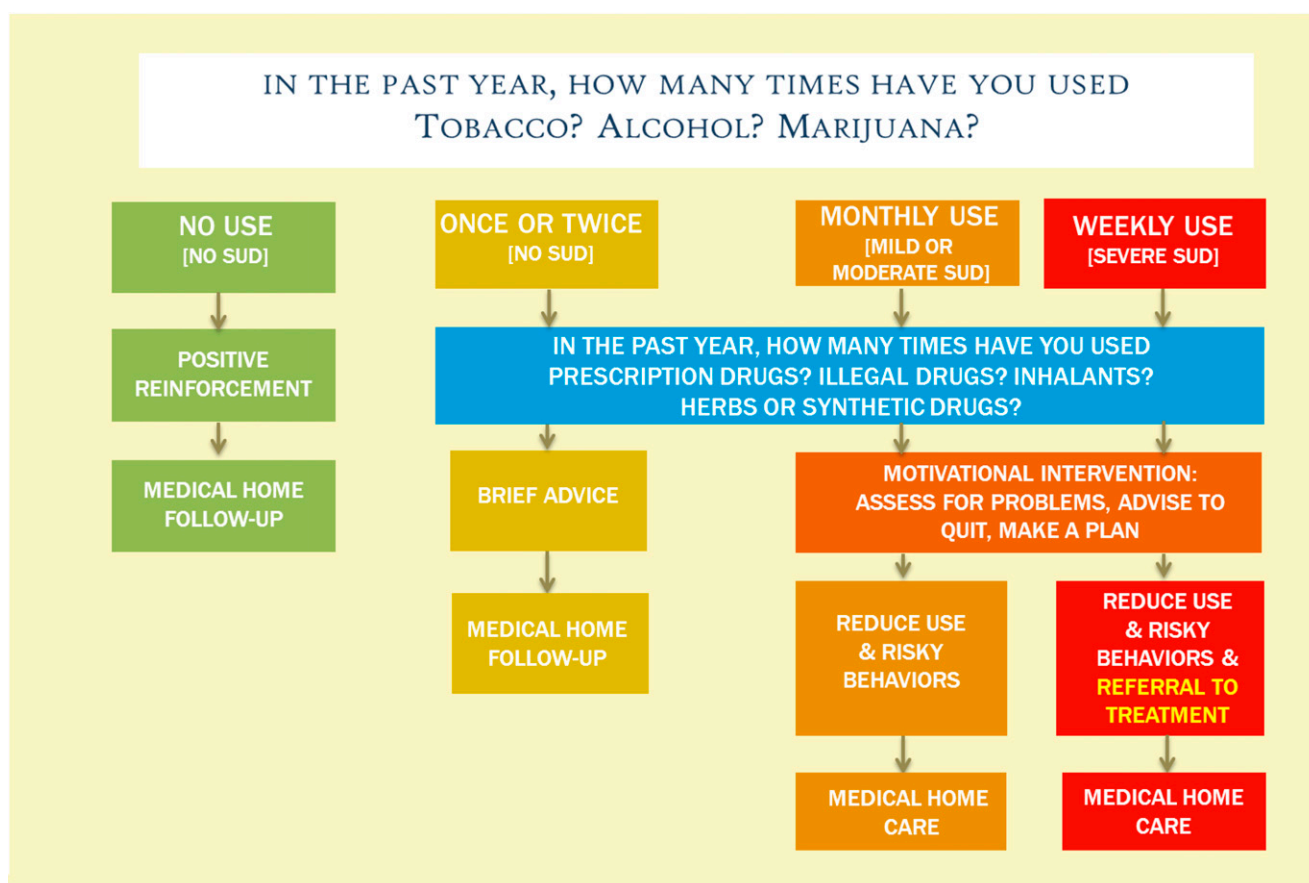 IN THE PAST YEAR, HOW MANY TIMES HAVE YOU USED
TOBACCO? ALCOHOL? MARIJUANA?
NO USE
[NO SUD]
ONCE OR TWICE
[NO SUD]
MONTHLY USE
[MILD OR
MODERATE SUD]
WEEKLY USE
[SEVERE SUD]
POSITIVE
REINFORCEMENT
IN THE PAST YEAR, HOW MANY TIMES HAVE YOU USED
PRESCRIPTION DRUGS? ILLEGAL DRUGS? INHALANTS?
HERBS OR SYNTHETIC DRUGS?
MEDICAL HOME
FOLLOW-UP
BRIEF ADVICE
MOTIVATIONAL INTERVENTION:
ASSESS FOR PROBLEMS, ADVISE TO
QUIT, MAKE A PLAN
MEDICAL HOME
FOLLOW-UP
REDUCE USE
& RISKY
BEHAVIORS
REDUCE USE
& RISKY
BEHAVIORS &
REFERRAL TO
TREATMENT
MEDICAL HOME
CARE
MEDICAL HOME
CARE